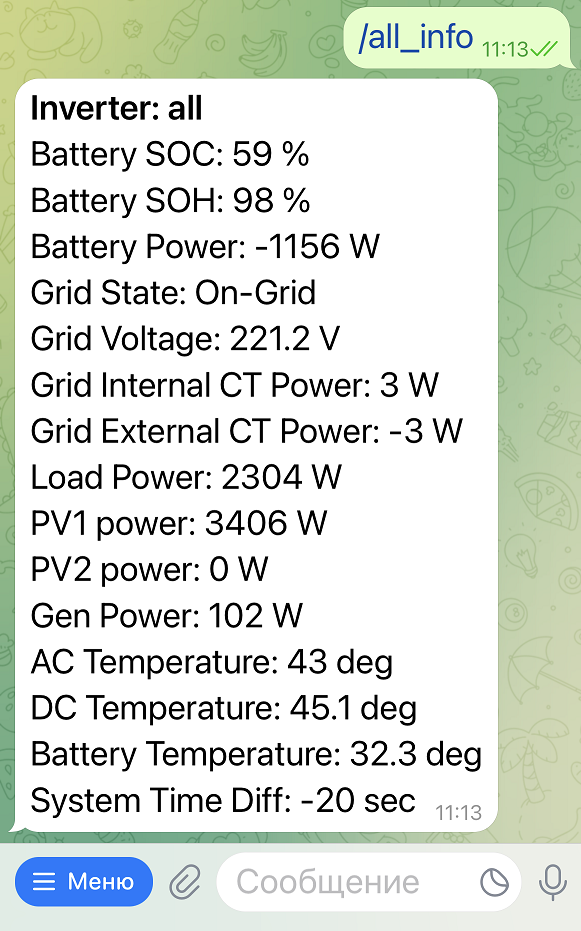 /all_info 11:13
Inverter: all
Battery SOC: 59 %
Battery SOH: 98 %
Battery Power: -1156 W
Grid State: On-Grid
Grid Voltage: 221.2 V
Grid Internal CT Power: 3 W
Grid External CT Power: -3 W
Load Power: 2304 W
PV1 power: 3406 W
PV2 power: 0 W
Gen Power: 102 W
AC Temperature: 43 deg
DC Temperature: 45.1 deg
Battery Temperature: 32.3 deg
System Time Diff: -20 sec 11:13
Меню Сообщение